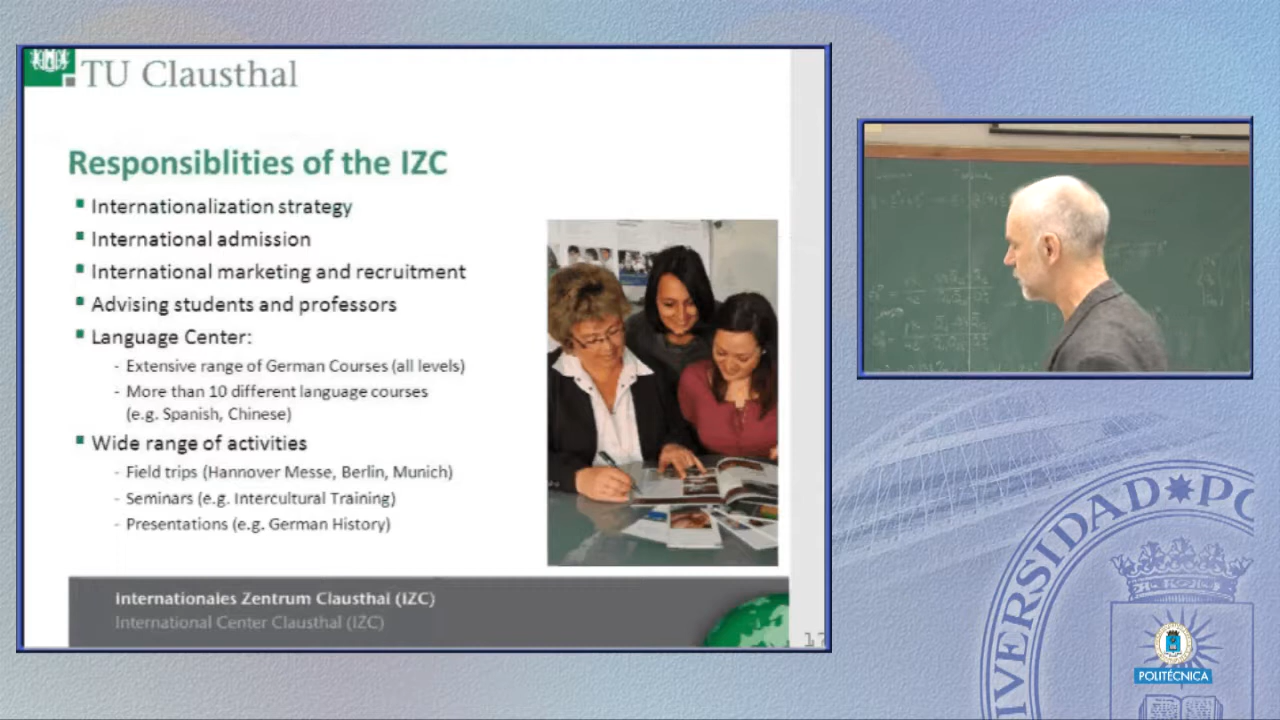 TU Clausthal
Responsiblities of the IZC
Internationalization strategy
International admission
International marketing and recruitment
Advising students and professors
Language Center:
- Extensive range of German Courses (all levels)
- More than 10 different language courses
(e.g. Spanish, Chinese)
Wide range of activities
- Field trips (Hannover Messe, Berlin, Munich)
- Seminars (e.g. Intercultural Training)
- Presentations (e.g. German History)
Internationales Zentrum Clausthal (IZC)
International Center Clausthal (IZC)
17
IVERSIDAD PO
POLITÉCNICA